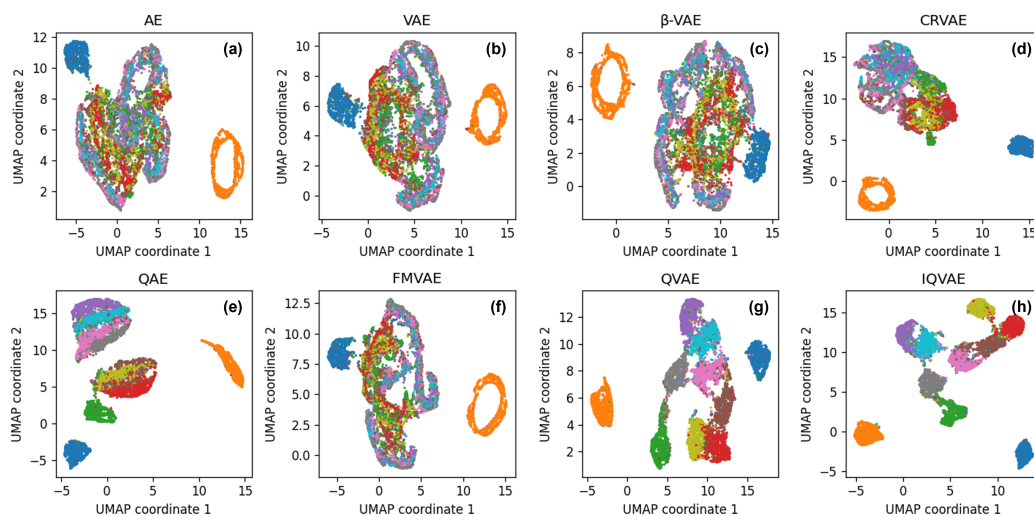 AE
(a)
12
10
8
6
4
2
−5 0 5 10 15
UMAP coordinate 1
UMAP coordinate 2
VAE
(b)
10
8
6
4
2
0
−5 0 5 10 15
UMAP coordinate 1
UMAP coordinate 2
β-VAE
(c)
8
6
4
2
0
0 5 10 15
UMAP coordinate 1
UMAP coordinate 2
CRVAE
(d)
15
10
5
0
−5 0 5 10 15
UMAP coordinate 1
UMAP coordinate 2
QAE
(e)
15
10
5
0
−5
−5 0 5 10 15
UMAP coordinate 1
UMAP coordinate 2
FMVAE
(f)
12.5
10.0
7.5
5.0
2.5
0.0
−5 0 5 10 15
UMAP coordinate 1
UMAP coordinate 2
QVAE
(g)
12
10
8
6
4
2
−5 0 5 10 15
UMAP coordinate 1
UMAP coordinate 2
IQVAE
(h)
15
10
5
0
−5
−5 0 5 10
UMAP coordinate 1
UMAP coordinate 2